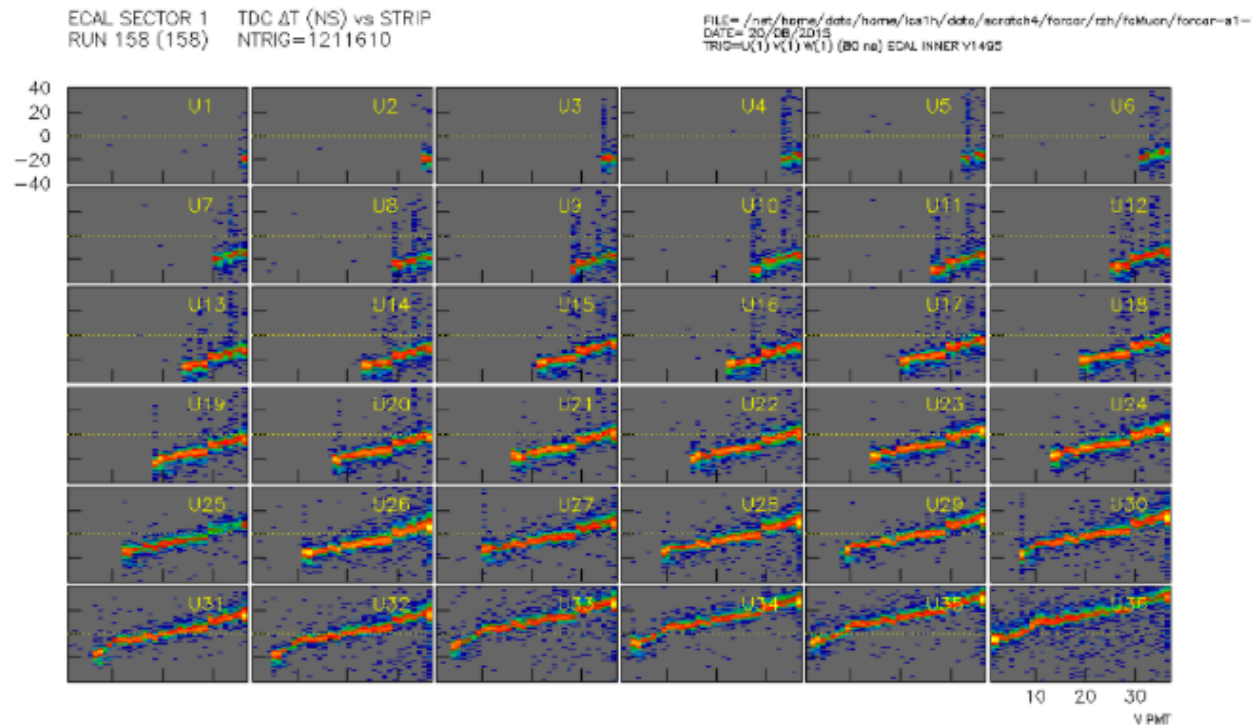 ECAL SECTOR 1 TDC ΔT (NS) vs STRIP
RUN 158 (158) NTRIG=1211610
DATE= 20/08/2015
TRIG=U(1) V(1) W(1) (80 ns) ECAL INNER V1495
40
20
0
-20
-40
U1 U2 U3 U4 U5 U6
U7 U8 U9 U10 U11 U12
U13 U14 U15 U16 U17 U18
U19 U20 U21 U22 U23 U24
U25 U26 U27 U28 U29 U30
U31 U32 U33 U34 U35 U36
10 20 30
V PMT